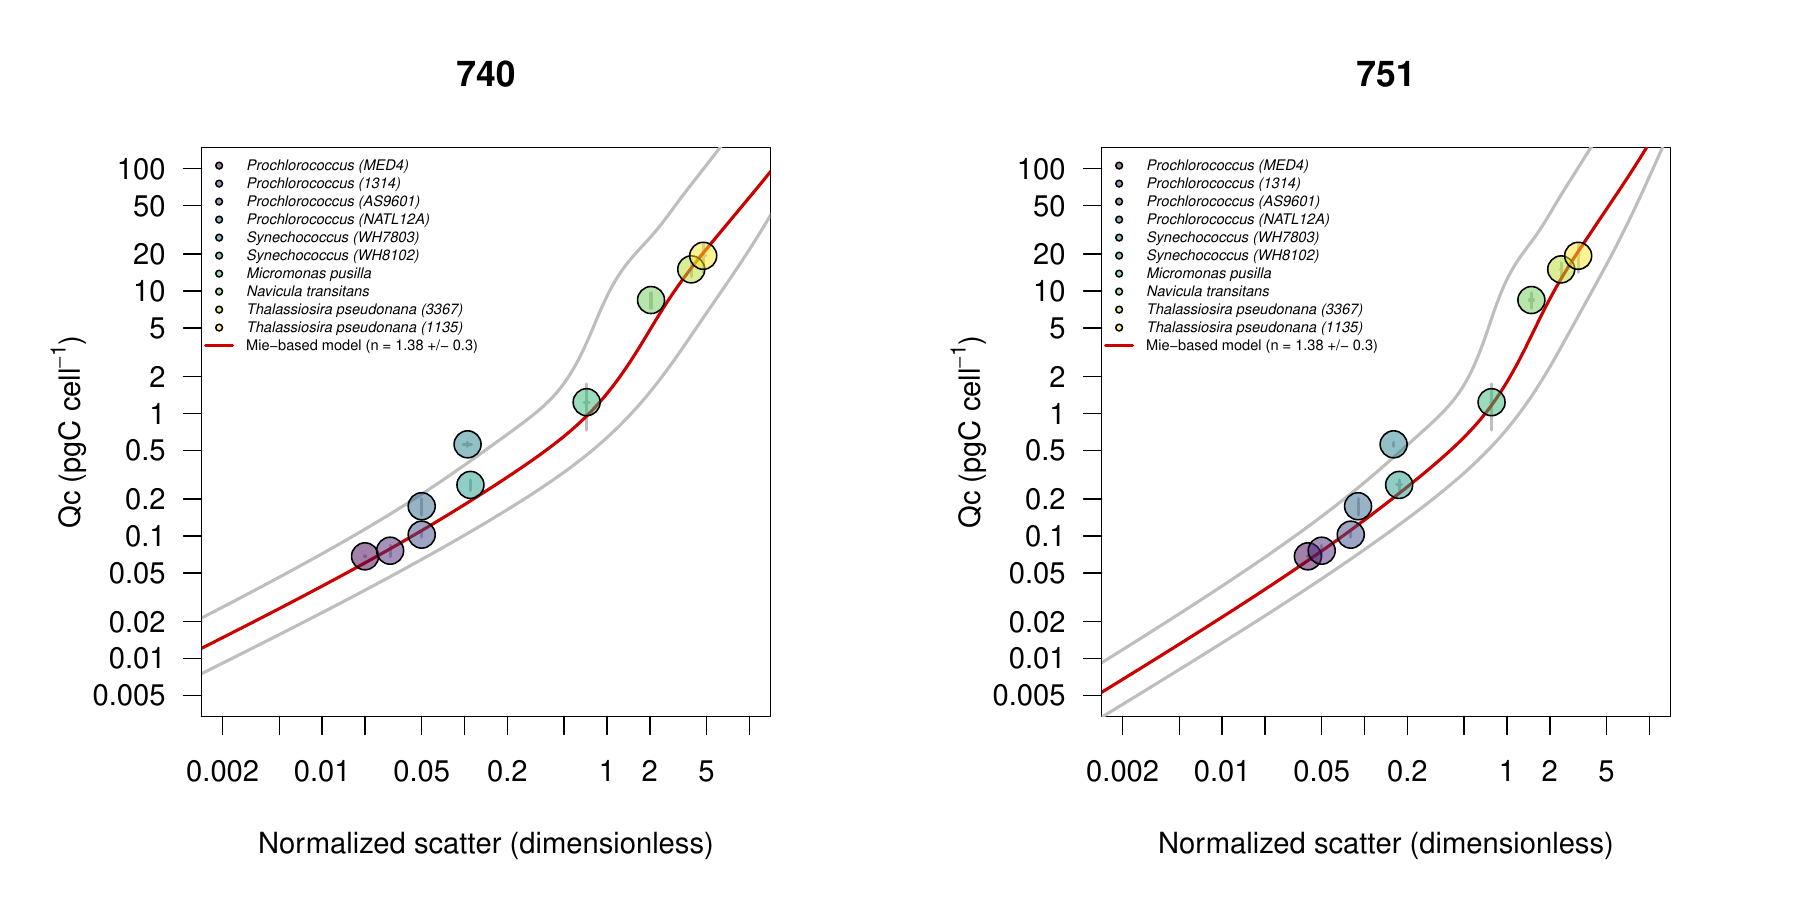 740
100
50
20
10
5
2
1
0.5
0.2
0.1
0.05
0.02
0.01
0.005
Qc (pgC cell−1)
Prochlorococcus (MED4)
Prochlorococcus (1314)
Prochlorococcus (AS9601)
Prochlorococcus (NATL12A)
Synechococcus (WH7803)
Synechococcus (WH8102)
Micromonas pusilla
Navicula transitans
Thalassiosira pseudonana (3367)
Thalassiosira pseudonana (1135)
Mie−based model (n = 1.38 +/− 0.3)
0.002 0.01 0.05 0.2 1 2 5
Normalized scatter (dimensionless)
751
100
50
20
10
5
2
1
0.5
0.2
0.1
0.05
0.02
0.01
0.005
Qc (pgC cell−1)
Prochlorococcus (MED4)
Prochlorococcus (1314)
Prochlorococcus (AS9601)
Prochlorococcus (NATL12A)
Synechococcus (WH7803)
Synechococcus (WH8102)
Micromonas pusilla
Navicula transitans
Thalassiosira pseudonana (3367)
Thalassiosira pseudonana (1135)
Mie−based model (n = 1.38 +/− 0.3)
0.002 0.01 0.05 0.2 1 2 5
Normalized scatter (dimensionless)